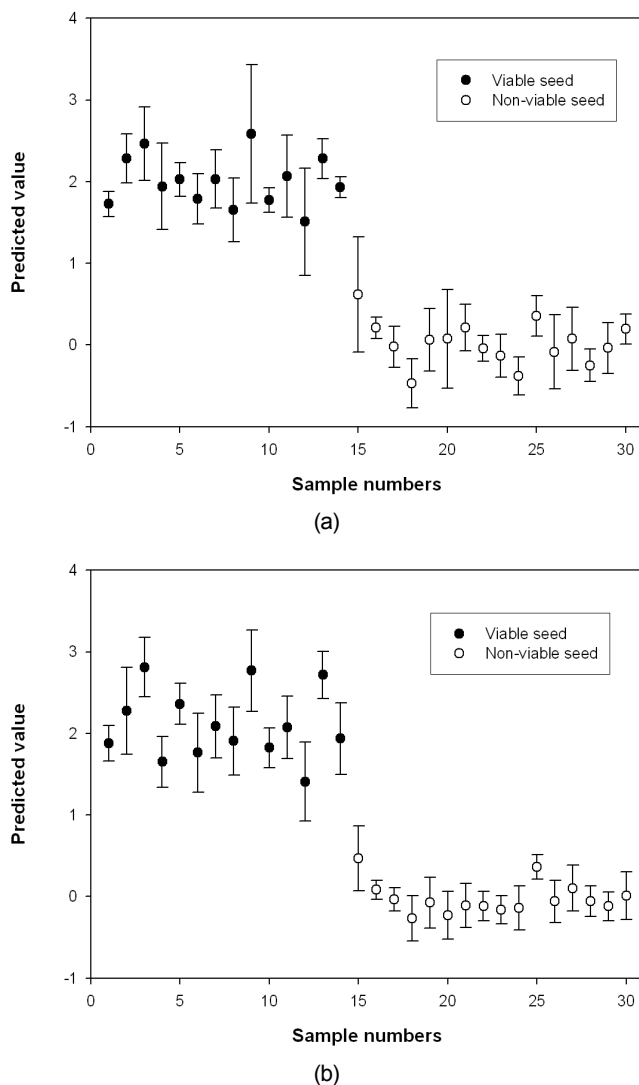 4
3
2
1
0
-1
Predicted value
Viable seed
Non-viable seed
0 5 10 15 20 25 30
Sample numbers
(a)
4
3
2
1
0
-1
Predicted value
Viable seed
Non-viable seed
0 5 10 15 20 25 30
Sample numbers
(b)